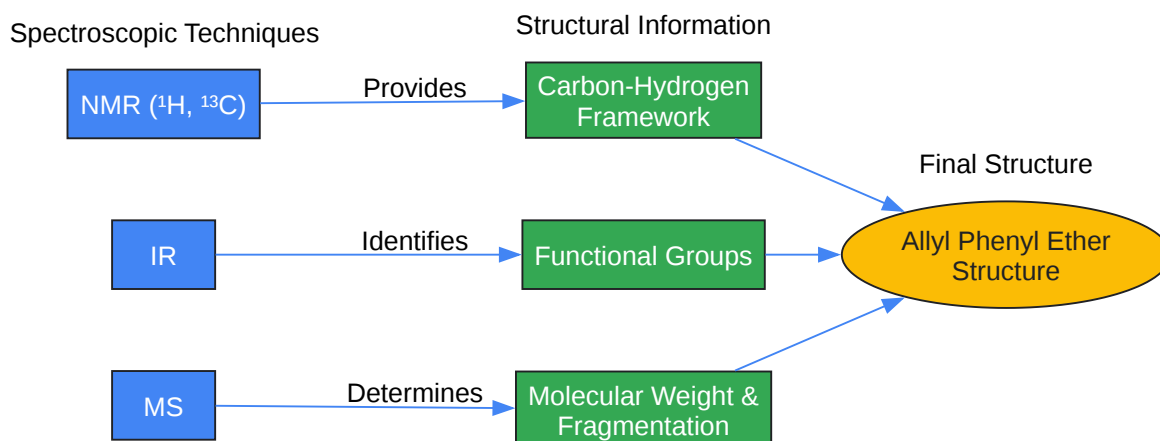 Spectroscopic Techniques
Structural Information
NMR (¹H, ¹³C)
Provides
Carbon-Hydrogen
Framework
Final Structure
IR
Identifies
Functional Groups
Allyl Phenyl Ether
Structure
MS
Determines
Molecular Weight &
Fragmentation